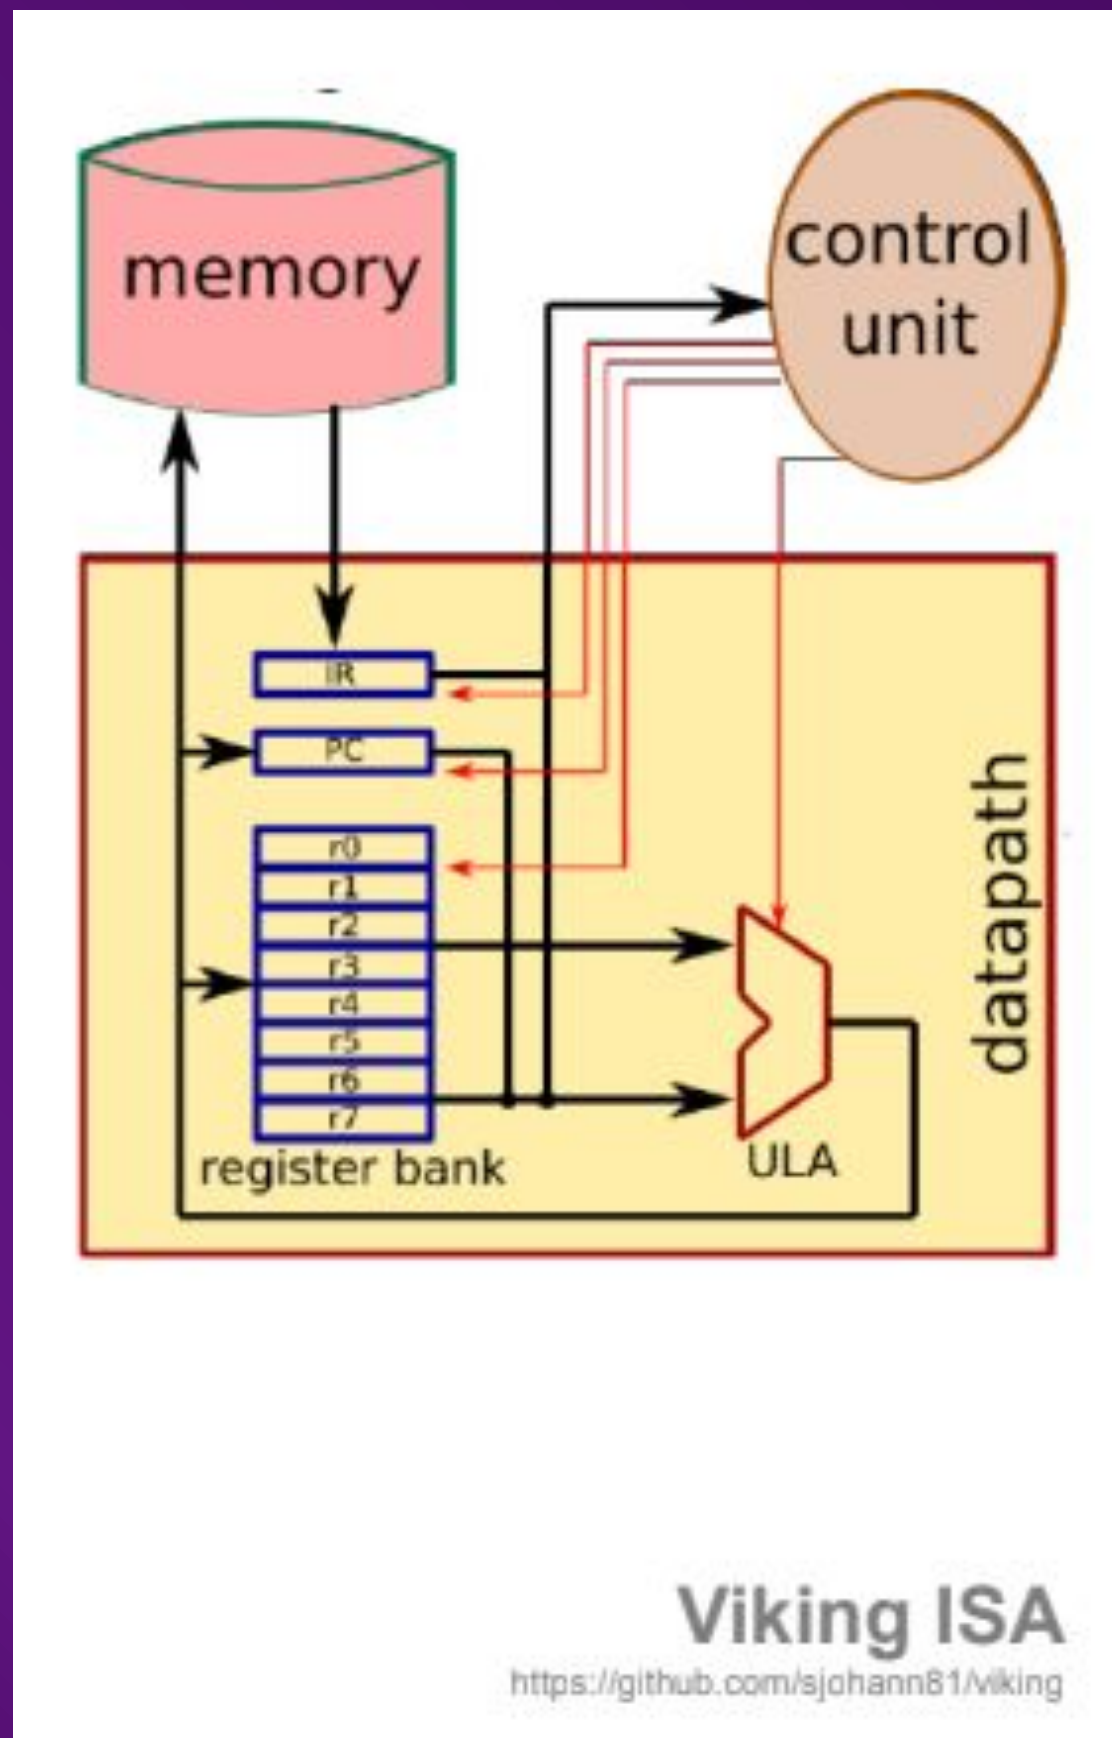 memory
control
unit
IR
PC
r0
r1
r2
r3
r4
r5
r6
r7
register bank
ULA
datapath
Viking ISA
https://github.com/sjohann81/viking